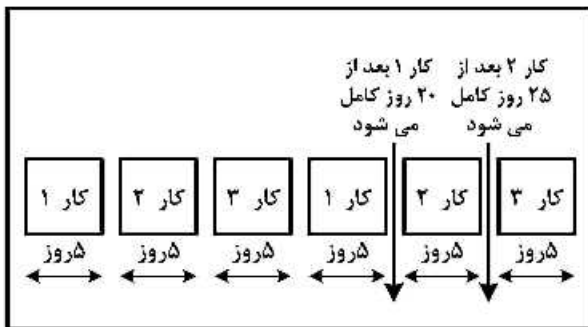 کار ۱ بعد از
۲۰ روز کامل
می شود
کار ۲ بعد از
۲۵ روز کامل
می شود
کار ۱
کار ۲
کار ۳
کار ۱
کار ۲
کار ۳
۵روز
۵روز
۵روز
۵روز
۵روز
۵روز